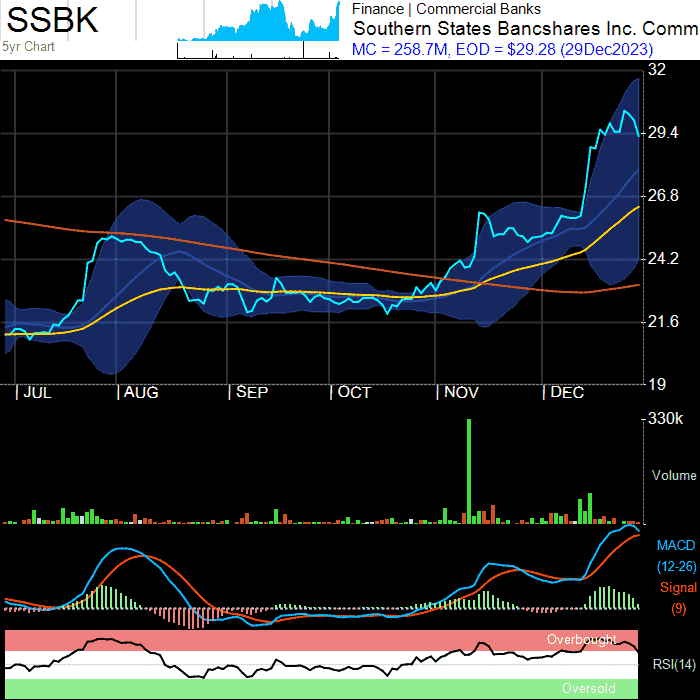 SSBK
5yr Chart
Finance | Commercial Banks
Southern States Bancshares Inc. Comm
MC = 258.7M, EOD = $29.28 (29Dec2023)
32
29.4
26.8
24.2
21.6
19
JUL
AUG
SEP
OCT
NOV
DEC
330k
Volume
MACD
(12-26)
Signal
(9)
Overbought
RSI(14)
Oversold